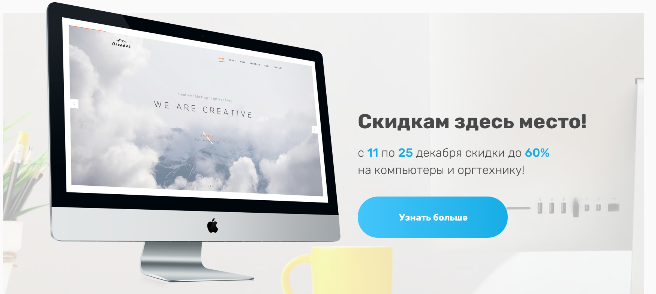 WE ARE CREATIVE
Скидкам здесь место!
с 11 по 25 декабря скидки до 60%
на компьютеры и оргтехнику!
Узнать больше